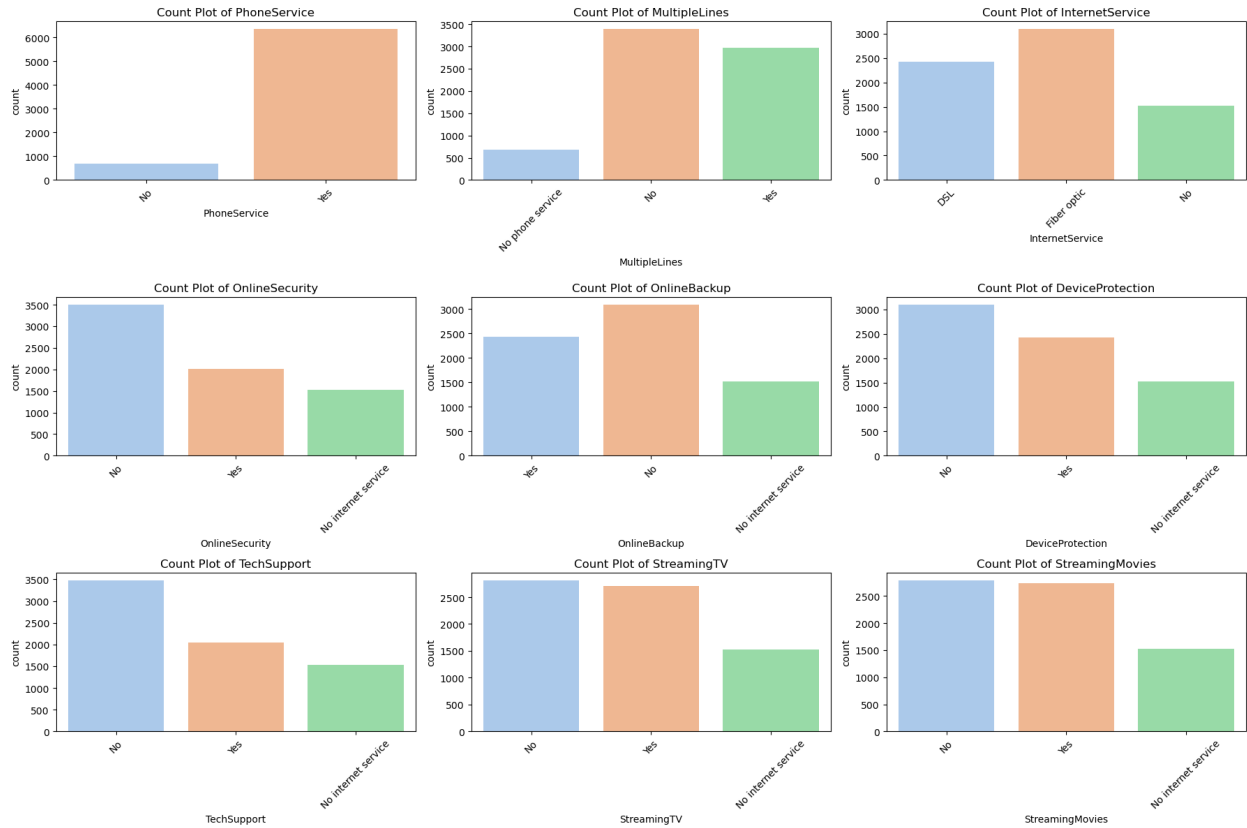 Count Plot of PhoneService
6000
5000
4000
3000
2000
1000
0
count
No
Yes
PhoneService
Count Plot of MultipleLines
3500
3000
2500
2000
1500
1000
500
0
count
No phone service
No
Yes
MultipleLines
Count Plot of InternetService
3000
2500
2000
1500
1000
500
0
count
DSL
Fiber optic
No
InternetService
Count Plot of OnlineSecurity
3500
3000
2500
2000
1500
1000
500
0
count
No
Yes
No internet service
OnlineSecurity
Count Plot of OnlineBackup
3000
2500
2000
1500
1000
500
0
count
Yes
No
No internet service
OnlineBackup
Count Plot of DeviceProtection
3000
2500
2000
1500
1000
500
0
count
No
Yes
No internet service
DeviceProtection
Count Plot of TechSupport
3500
3000
2500
2000
1500
1000
500
0
count
No
Yes
No internet service
TechSupport
Count Plot of StreamingTV
2500
2000
1500
1000
500
0
count
No
Yes
No internet service
StreamingTV
Count Plot of StreamingMovies
2500
2000
1500
1000
500
0
count
No
Yes
No internet service
StreamingMovies